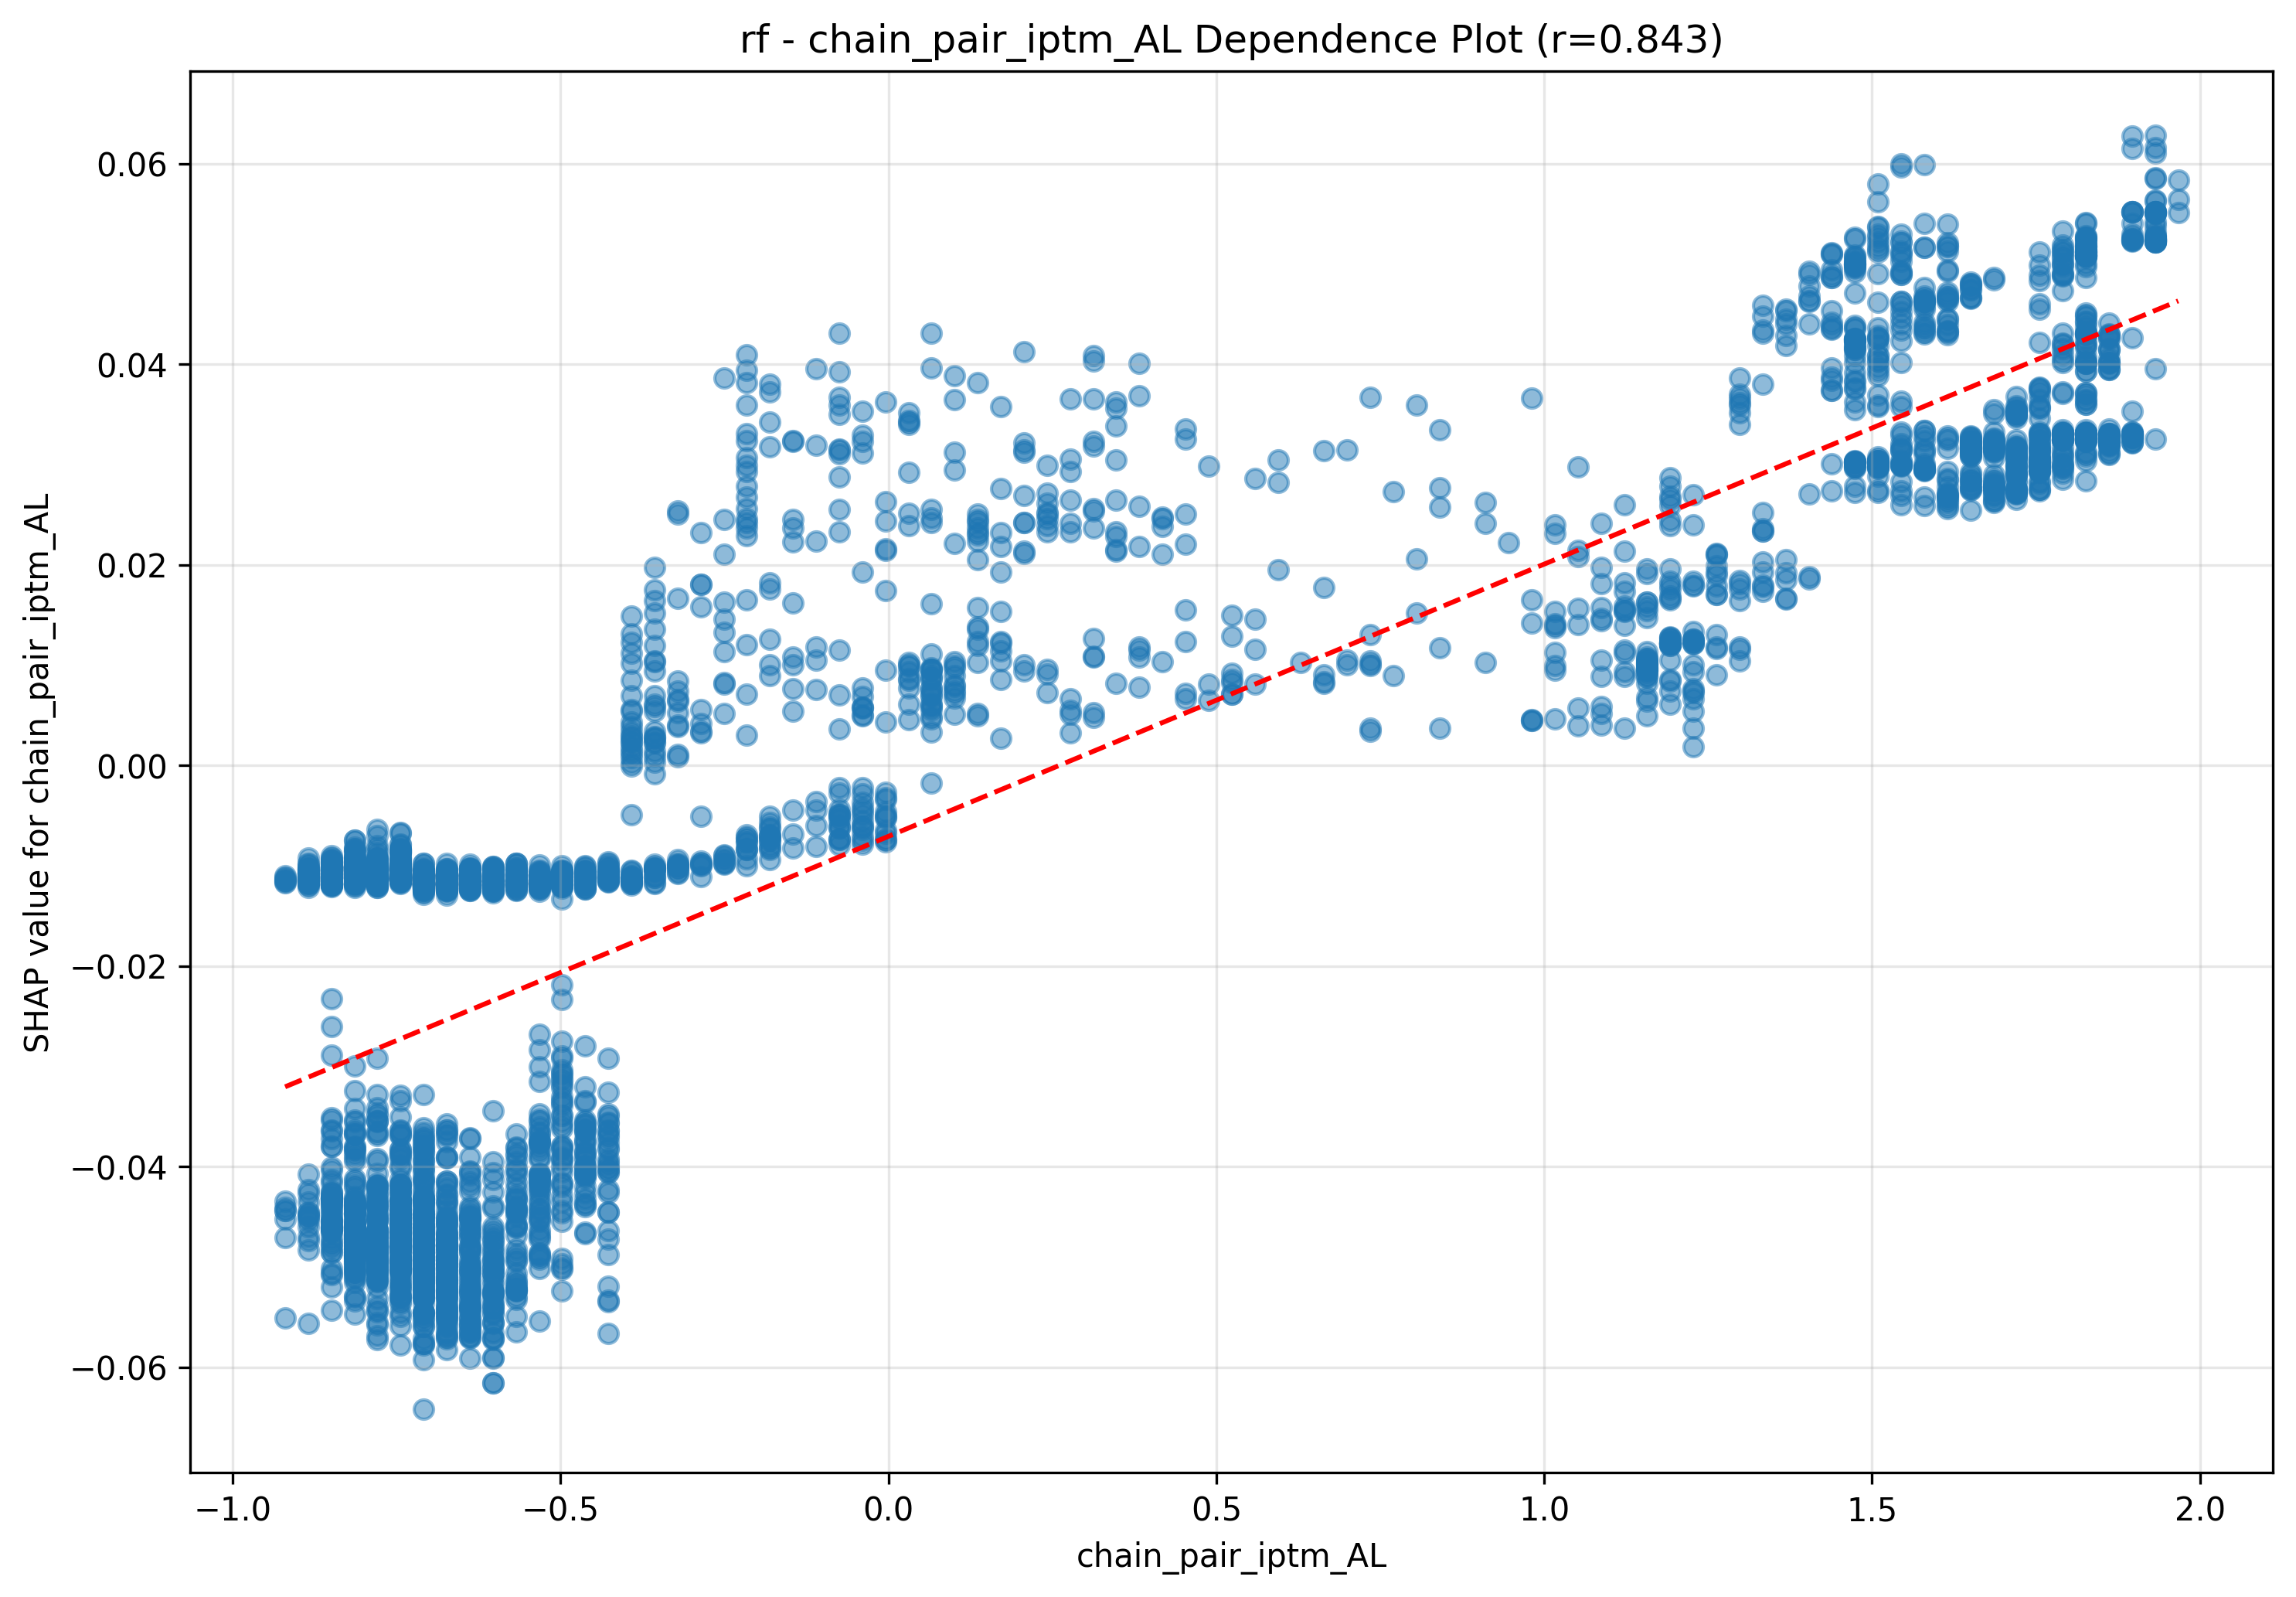 rf - chain_pair_iptm_AL Dependence Plot (r=0.843)
SHAP value for chain_pair_iptm_AL
0.06
0.04
0.02
0.00
−0.02
−0.04
−0.06
−1.0 −0.5 0.0 0.5 1.0 1.5 2.0
chain_pair_iptm_AL